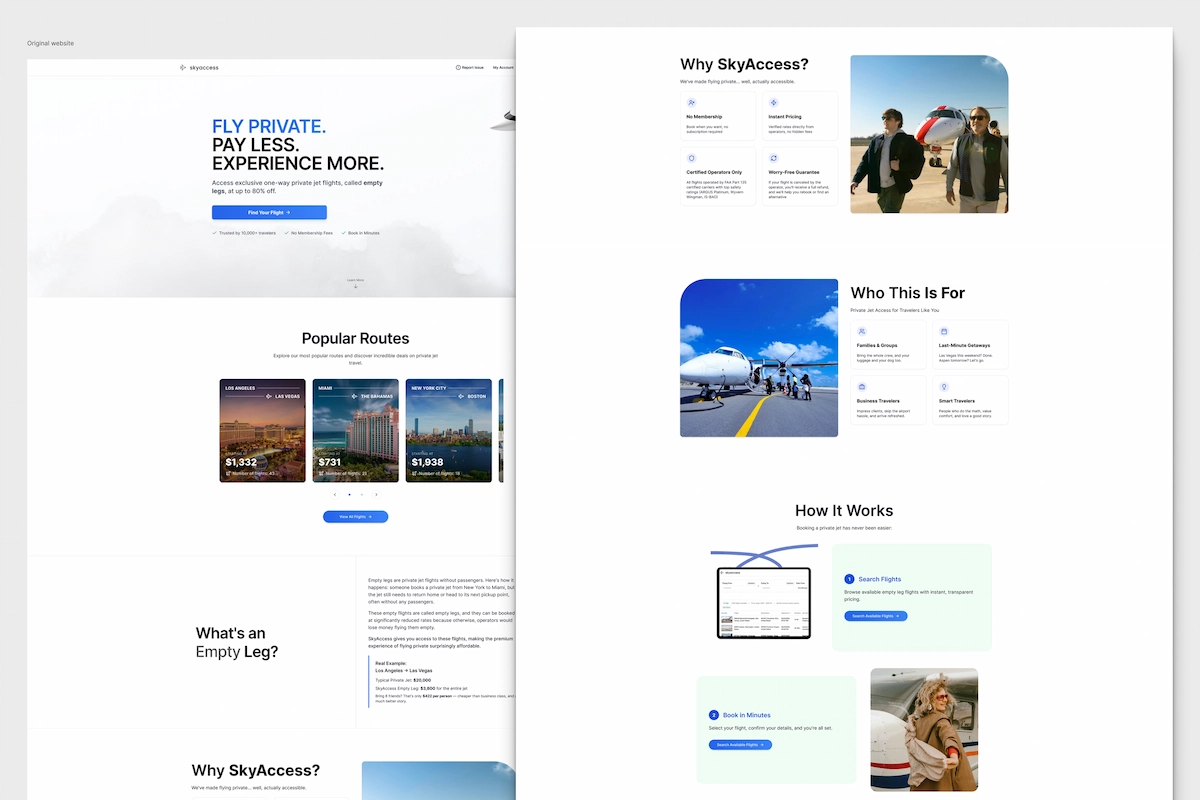 Original website
skyaccess
Report Issue
My Account
FLY PRIVATE.
PAY LESS.
EXPERIENCE MORE.
Access exclusive one-way private jet flights, called empty
legs, at up to 80% off.
Find Your Flight →
Trusted by 10,000+ travelers
No Membership Fees
Book in Minutes
Learn More
Popular Routes
Explore our most popular routes and discover incredible deals on private jet
travel.
LOS ANGELES
LAS VEGAS
STARTING AT
$1,332
Number of flights: 43
MIAMI
THE BAHAMAS
STARTING AT
$731
Number of flights: 23
NEW YORK CITY
BOSTON
STARTING AT
$1,938
Number of flights: 18
View All Flights →
What's an
Empty Leg?
Empty legs are private jet flights without passengers. Here's how it
happens: someone books a private jet from New York to Miami, but
the jet still needs to return home or head to its next pickup point,
often without any passengers.
These empty flights are called empty legs, and they can be booked
at significantly reduced rates because otherwise, operators would
lose money flying them empty.
SkyAccess gives you access to these flights, making the premium
experience of flying private surprisingly affordable.
Real Example:
Los Angeles → Las Vegas
Typical Private Jet: $20,000
SkyAccess Empty Leg: $3,800 for the entire jet
Bring 8 friends? That's only $422 per person — cheaper than business class, and
much better story.
Why SkyAccess?
We've made flying private... well, actually accessible.
Why SkyAccess?
We've made flying private... well, actually accessible.
No Membership
Book when you want, no
subscription required
Instant Pricing
Verified rates directly from
operators, no hidden fees
Certified Operators Only
All flights operated by FAA Part 135
certified carriers with top safety
ratings (ARGUS Platinum, Wyvern
Wingman, IS-BAO)
Worry-Free Guarantee
If your flight is canceled by the
operator, you'll receive a full refund,
and we'll help you rebook or find an
alternative
Who This Is For
Private Jet Access for Travelers Like You
Families & Groups
Bring the whole crew, and your
luggage and your dog too.
Last-Minute Getaways
Las Vegas this weekend? Done.
Aspen tomorrow? Let's go.
Business Travelers
Impress clients, skip the airport
hassle, and arrive refreshed.
Smart Travelers
People who do the math, value
comfort, and love a good story.
How It Works
Booking a private jet has never been easier:
1 Search Flights
Browse available empty leg flights with instant, transparent
pricing.
Search Available Flights →
2 Book in Minutes
Select your flight, confirm your details, and you're all set.
Search Available Flights →